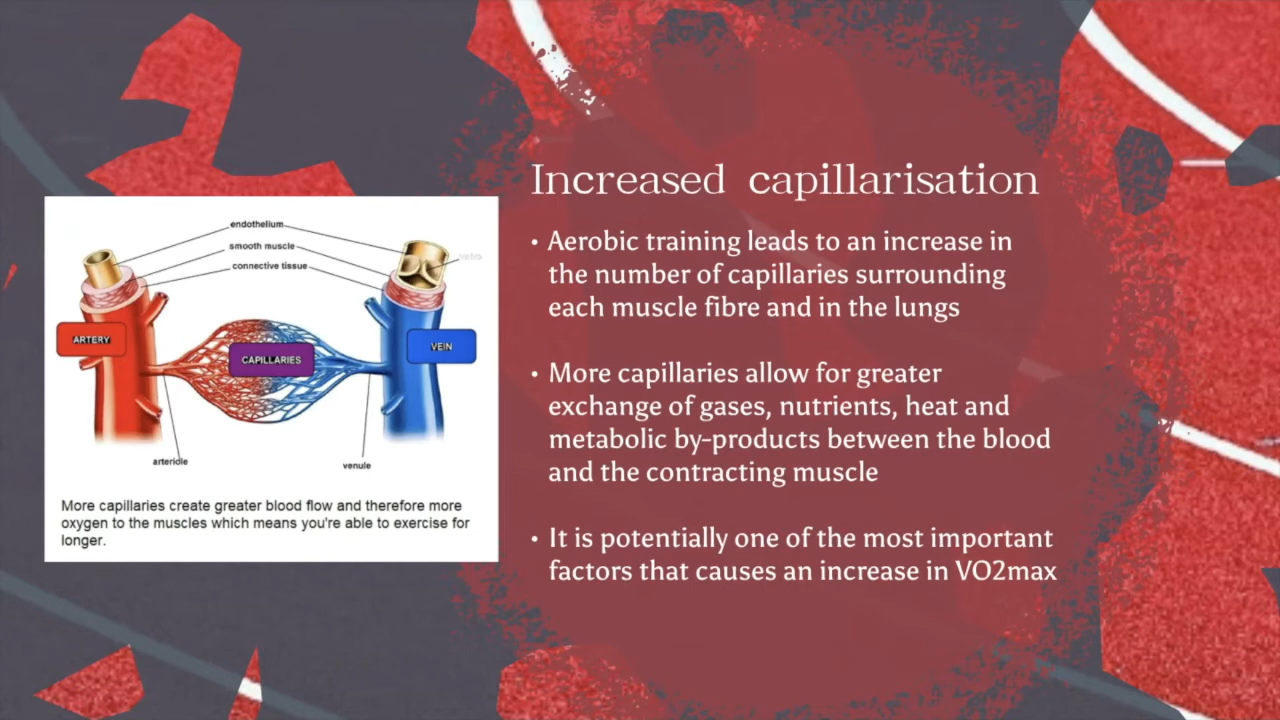 Increased capillarisation
• Aerobic training leads to an increase in
the number of capillaries surrounding
each muscle fibre and in the lungs
• More capillaries allow for greater
exchange of gases, nutrients, heat and
metabolic by-products between the blood
and the contracting muscle
• It is potentially one of the most important
factors that causes an increase in VO2max
endothelium
smooth muscle
connective tissue
ARTERY
CAPILLARIES
VEIN
arteriole
venule
More capillaries create greater blood flow and therefore more
oxygen to the muscles which means you're able to exercise for
longer.